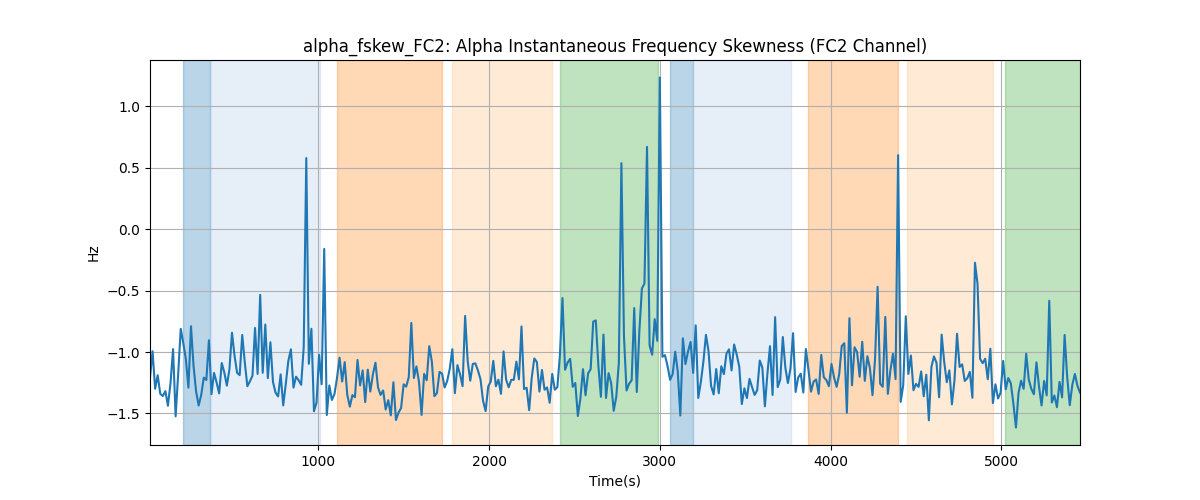 alpha_fskew_FC2: Alpha Instantaneous Frequency Skewness (FC2 Channel)
Hz
1.0
0.5
0.0
−0.5
−1.0
−1.5
1000 2000 3000 4000 5000
Time(s)